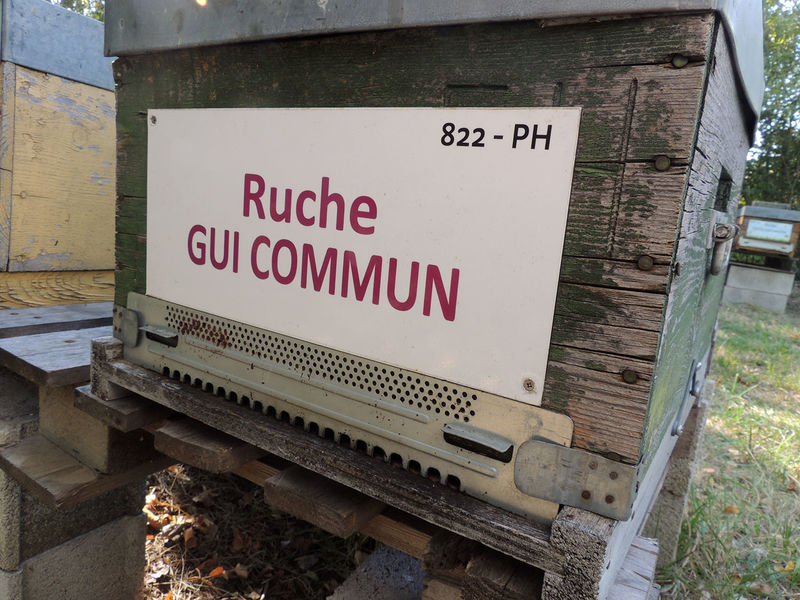 822 - PH
Ruche
GUI COMMUN